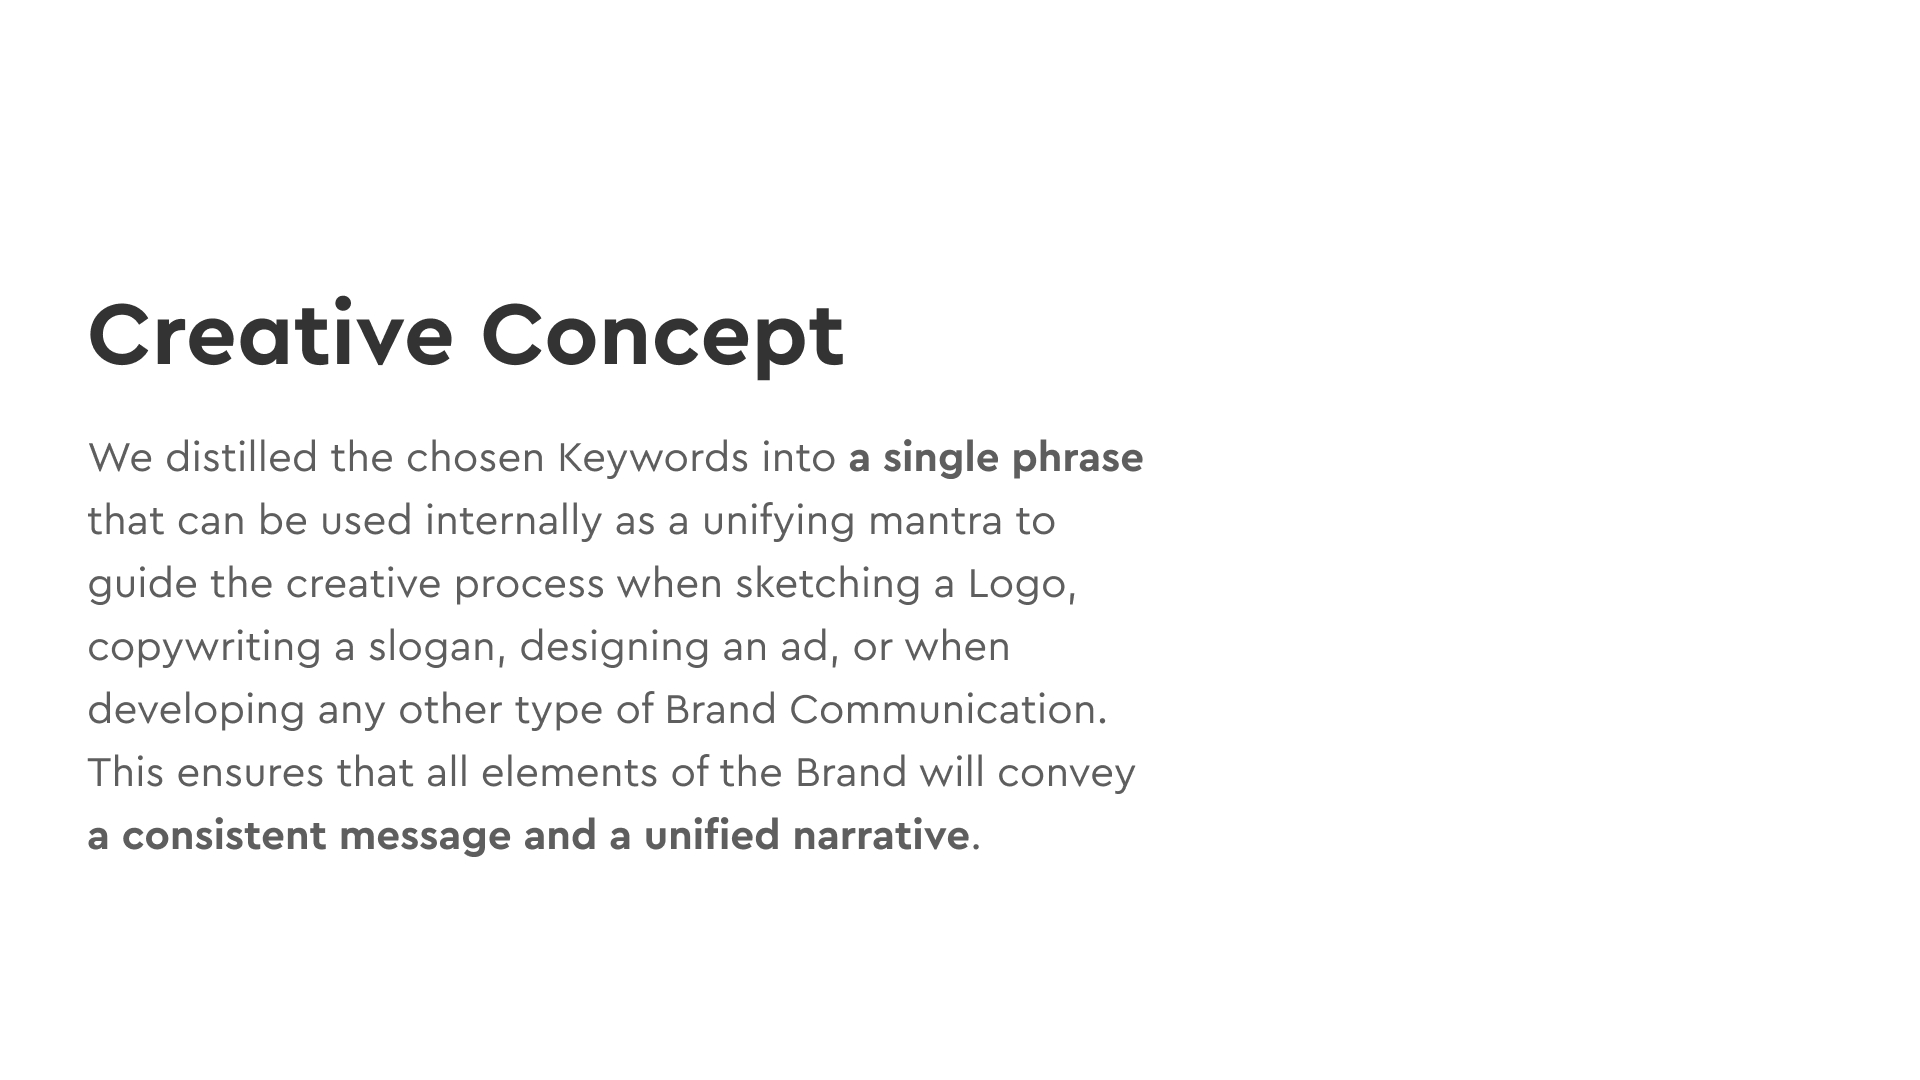 Creative Concept
We distilled the chosen Keywords into a single phrase
that can be used internally as a unifying mantra to
guide the creative process when sketching a Logo,
copywriting a slogan, designing an ad, or when
developing any other type of Brand Communication.
This ensures that all elements of the Brand will convey
a consistent message and a unified narrative.